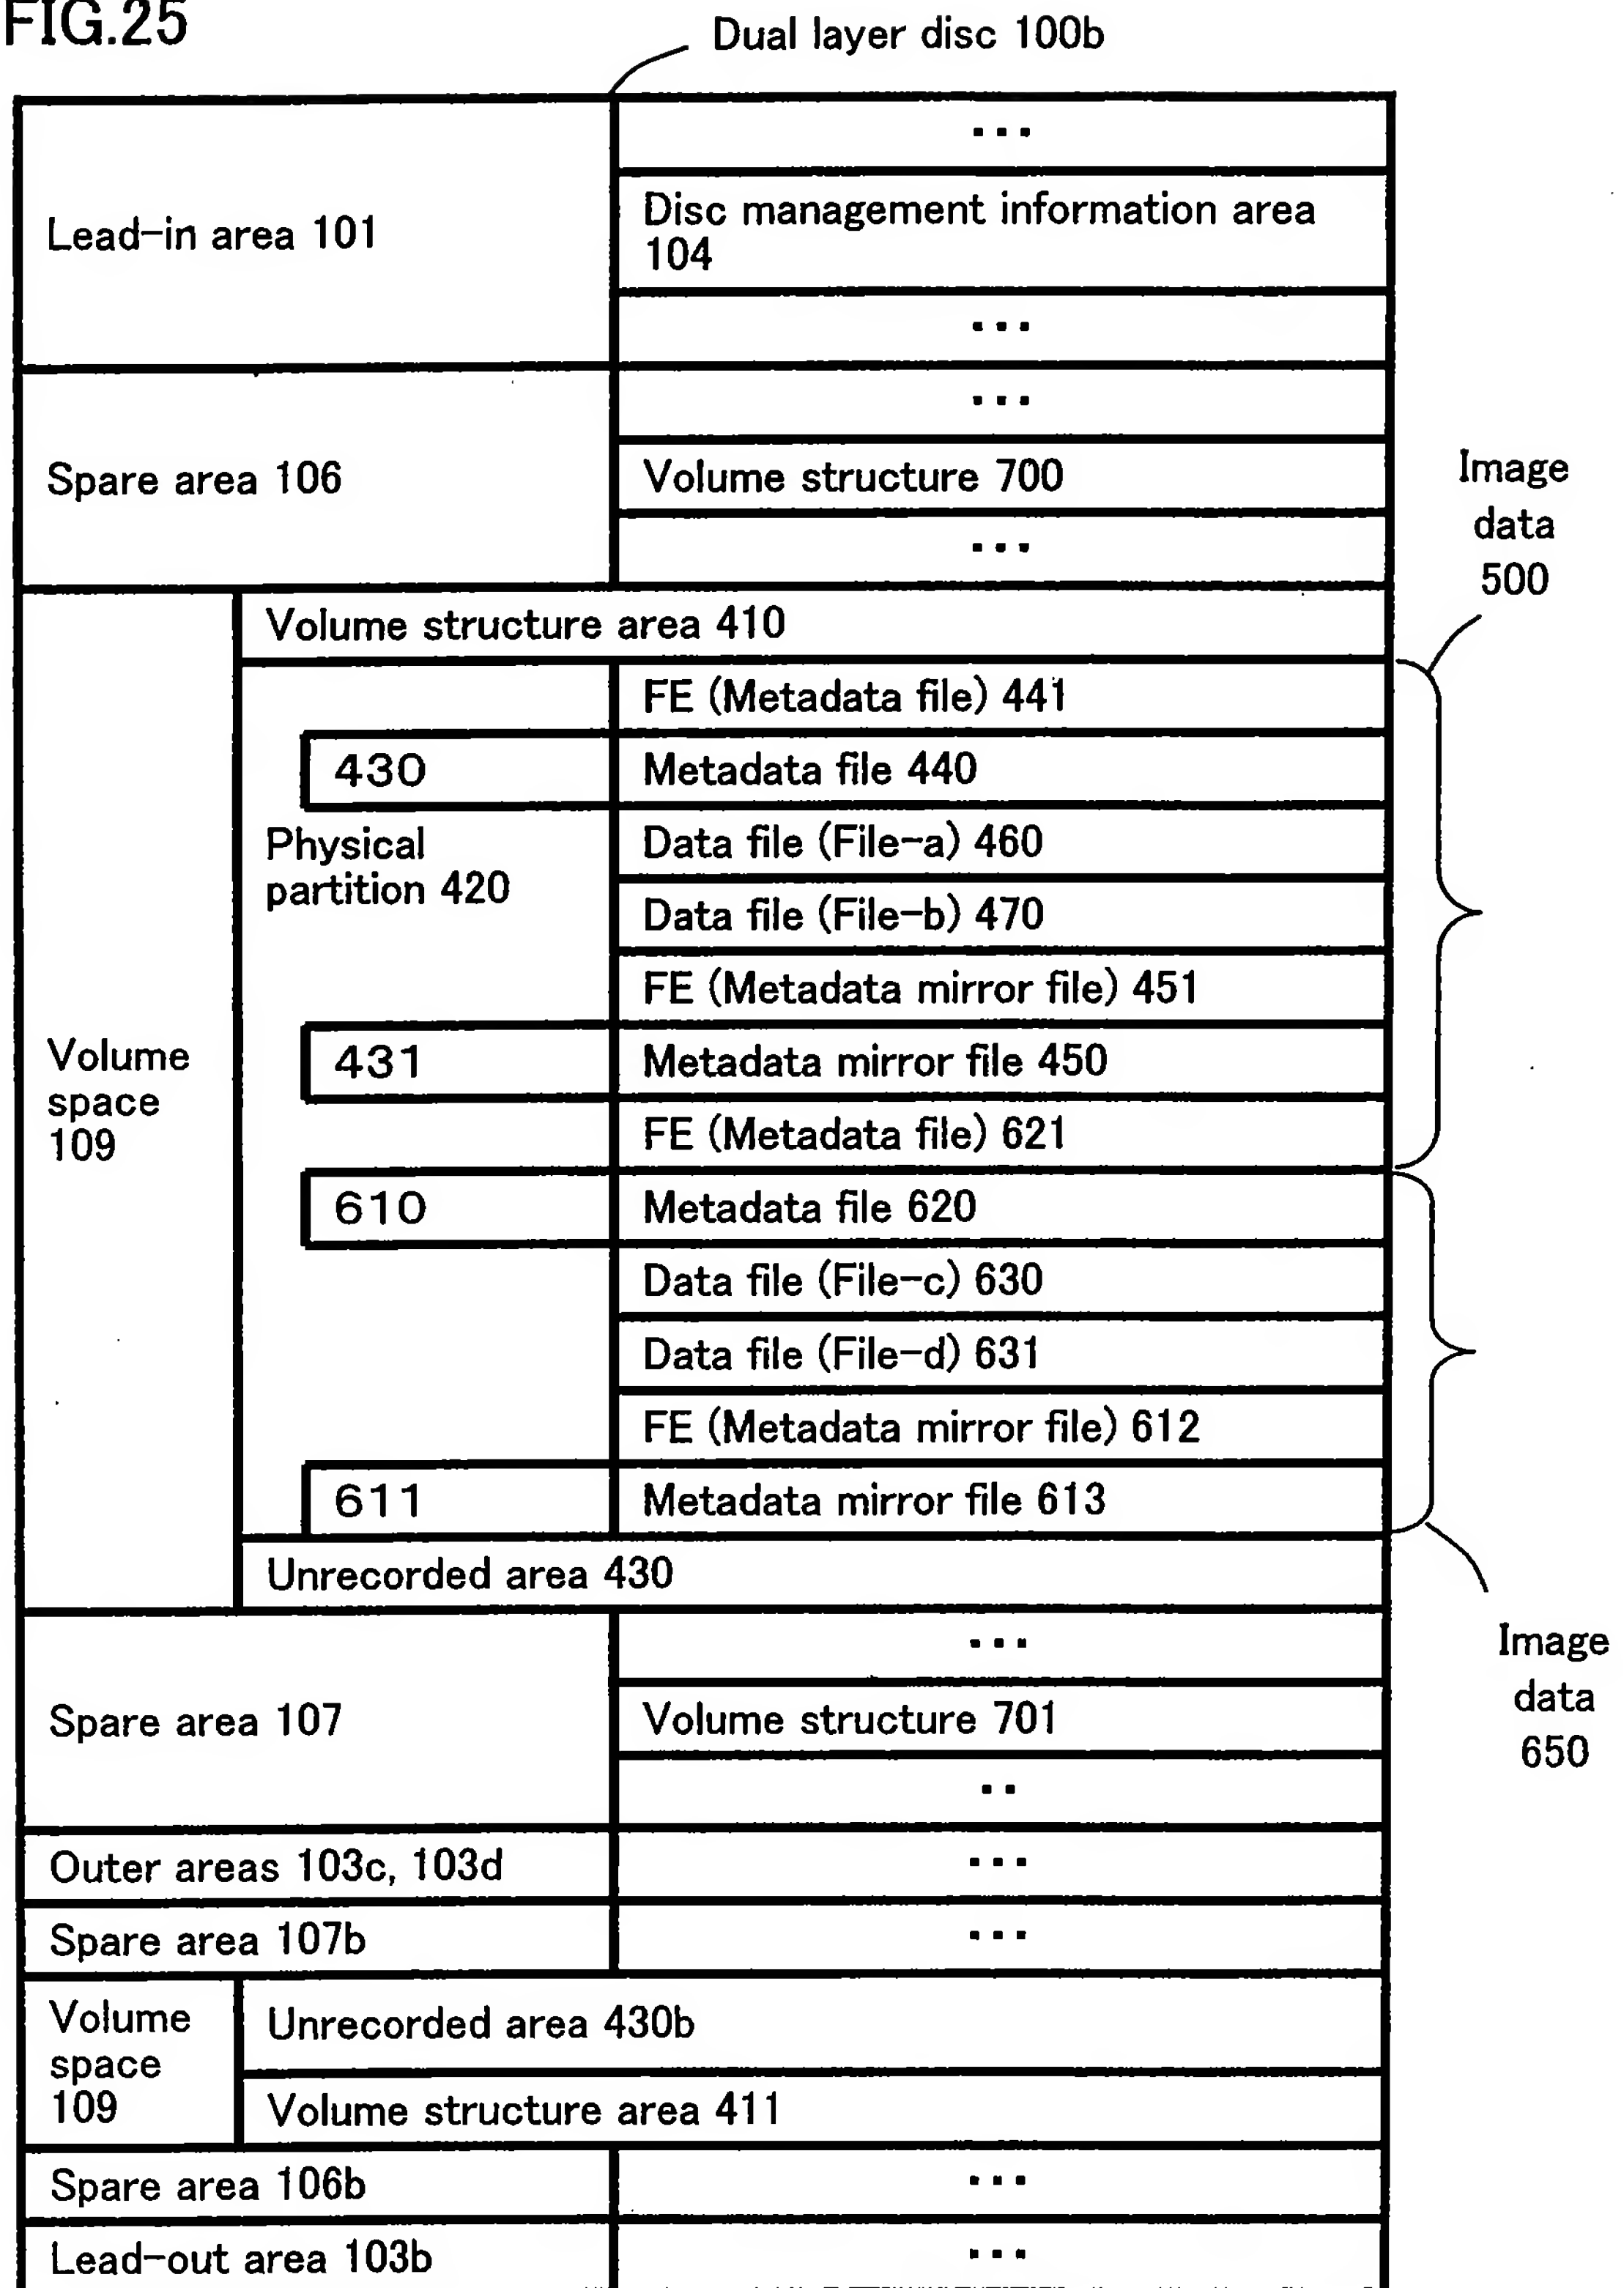 FIG.25
Dual layer disc 100b
...
Lead-in area 101
Disc management information area
104
...
...
Spare area 106
Volume structure 700
...
Image
data
500
Volume structure area 410
FE (Metadata file) 441
430
Metadata file 440
Physical
partition 420
Data file (File-a) 460
Data file (File-b) 470
FE (Metadata mirror file) 451
Volume
space
109
431
Metadata mirror file 450
FE (Metadata file) 621
610
Metadata file 620
Data file (File-c) 630
Data file (File-d) 631
FE (Metadata mirror file) 612
611
Metadata mirror file 613
Unrecorded area 430
Image
data
650
...
Spare area 107
Volume structure 701
..
Outer areas 103c, 103d
...
Spare area 107b
...
Volume
space
109
Unrecorded area 430b
Volume structure area 411
Spare area 106b
...
Lead-out area 103b
...